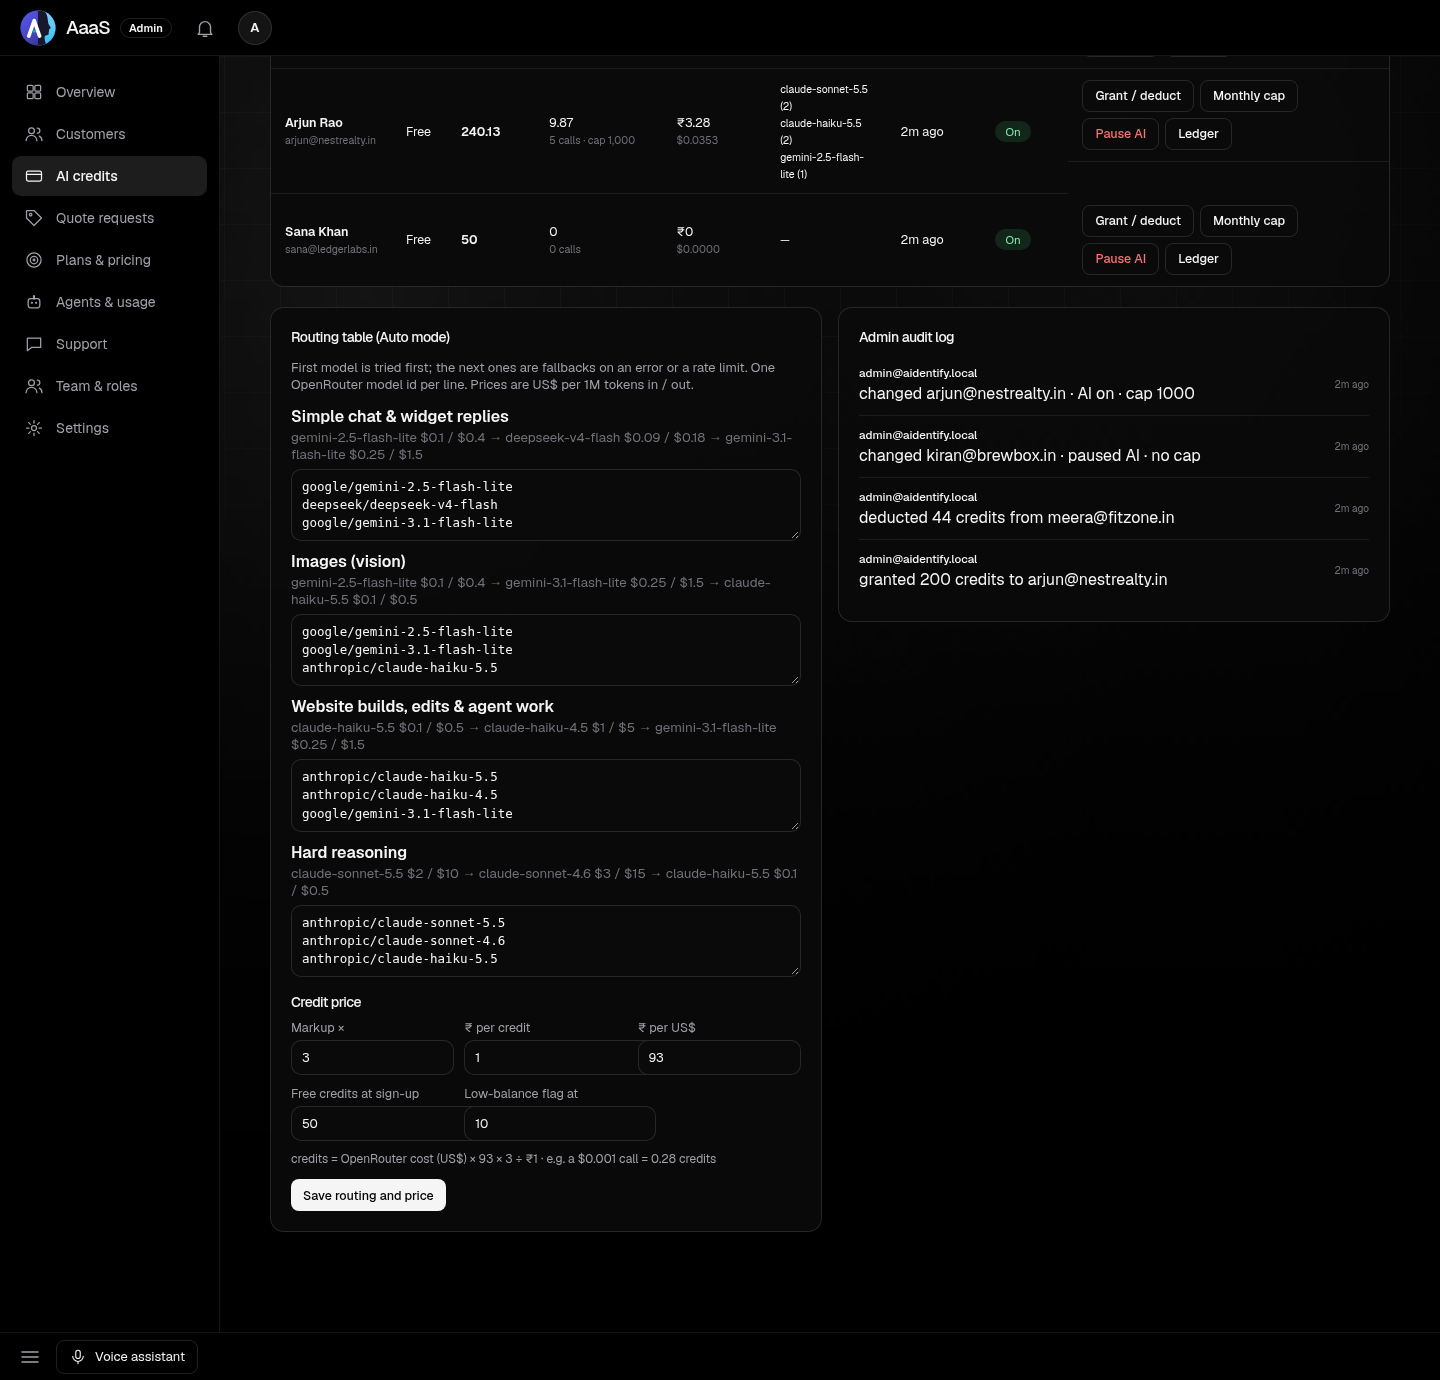 AaaS Admin A
Overview
Customers
AI credits
Quote requests
Plans & pricing
Agents & usage
Support
Team & roles
Settings
Arjun Rao
arjun@nestrealty.in
Free
240.13
9.87
5 calls · cap 1,000
₹3.28
$0.0353
claude-sonnet-5.5
(2)
claude-haiku-5.5
(2)
gemini-2.5-flash-
lite (1)
2m ago
On
Grant / deduct Monthly cap
Pause AI Ledger
Sana Khan
sana@ledgerlabs.in
Free
50
0
0 calls
₹0
$0.0000
—
2m ago
On
Grant / deduct Monthly cap
Pause AI Ledger
Routing table (Auto mode)
First model is tried first; the next ones are fallbacks on an error or a rate limit. One
OpenRouter model id per line. Prices are US$ per 1M tokens in / out.
Simple chat & widget replies
gemini-2.5-flash-lite $0.1 / $0.4 → deepseek-v4-flash $0.09 / $0.18 → gemini-3.1-
flash-lite $0.25 / $1.5
google/gemini-2.5-flash-lite
deepseek/deepseek-v4-flash
google/gemini-3.1-flash-lite
Images (vision)
gemini-2.5-flash-lite $0.1 / $0.4 → gemini-3.1-flash-lite $0.25 / $1.5 → claude-
haiku-5.5 $0.1 / $0.5
google/gemini-2.5-flash-lite
google/gemini-3.1-flash-lite
anthropic/claude-haiku-5.5
Website builds, edits & agent work
claude-haiku-5.5 $0.1 / $0.5 → claude-haiku-4.5 $1 / $5 → gemini-3.1-flash-lite
$0.25 / $1.5
anthropic/claude-haiku-5.5
anthropic/claude-haiku-4.5
google/gemini-3.1-flash-lite
Hard reasoning
claude-sonnet-5.5 $2 / $10 → claude-sonnet-4.6 $3 / $15 → claude-haiku-5.5 $0.1
/ $0.5
anthropic/claude-sonnet-5.5
anthropic/claude-sonnet-4.6
anthropic/claude-haiku-5.5
Credit price
Markup × ₹ per credit ₹ per US$
3 1 93
Free credits at sign-up Low-balance flag at
50 10
credits = OpenRouter cost (US$) × 93 × 3 ÷ ₹1 · e.g. a $0.001 call = 0.28 credits
Save routing and price
Admin audit log
admin@aidentify.local
changed arjun@nestrealty.in · AI on · cap 1000
2m ago
admin@aidentify.local
changed kiran@brewbox.in · paused AI · no cap
2m ago
admin@aidentify.local
deducted 44 credits from meera@fitzone.in
2m ago
admin@aidentify.local
granted 200 credits to arjun@nestrealty.in
2m ago
Voice assistant